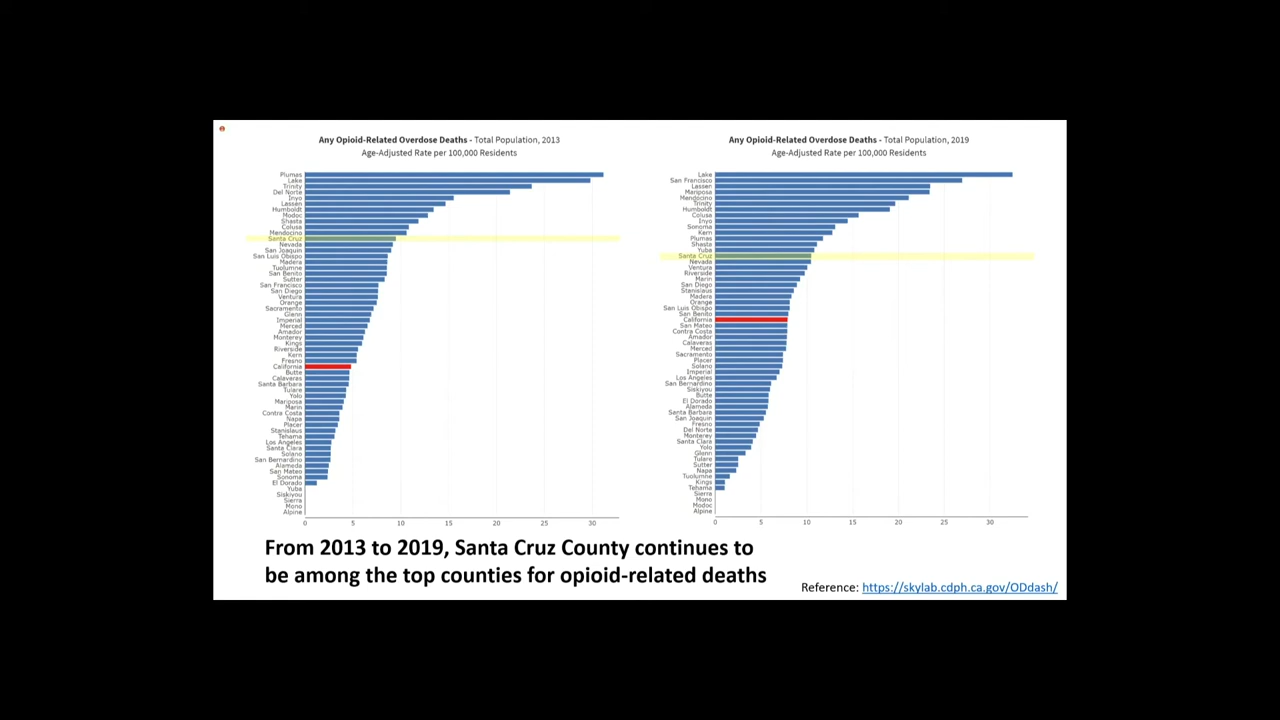 Any Opioid-Related Overdose Deaths - Total Population, 2013
Age-Adjusted Rate per 100,000 Residents
Plumas
Lake
Trinity
Del Norte
Inyo
Lassen
Humboldt
Modoc
Shasta
Colusa
Mendocino
Santa Cruz
Nevada
San Joaquin
San Luis Obispo
Madera
Tuolumne
San Benito
Sutter
San Francisco
San Diego
Ventura
Orange
Sacramento
Glenn
Imperial
Merced
Amador
Monterey
Kings
Riverside
Kern
Fresno
California
Butte
Calaveras
Santa Barbara
Tulare
Yolo
Mariposa
Marin
Contra Costa
Napa
Placer
Stanislaus
Tehama
Los Angeles
Santa Clara
Solano
San Bernardino
Alameda
San Mateo
Sonoma
El Dorado
Yuba
Siskiyou
Sierra
Mono
Alpine
0 5 10 15 20 25 30
Any Opioid-Related Overdose Deaths - Total Population, 2019
Age-Adjusted Rate per 100,000 Residents
Lake
San Francisco
Lassen
Mariposa
Mendocino
Trinity
Humboldt
Colusa
Inyo
Sonoma
Kern
Plumas
Shasta
Yuba
Santa Cruz
Nevada
Ventura
Riverside
Marin
San Diego
Stanislaus
Madera
Orange
San Luis Obispo
San Benito
California
San Mateo
Contra Costa
Amador
Calaveras
Merced
Sacramento
Placer
Solano
Imperial
Los Angeles
San Bernardino
Siskiyou
Butte
El Dorado
Alameda
Santa Barbara
San Joaquin
Fresno
Del Norte
Monterey
Santa Clara
Yolo
Glenn
Tulare
Sutter
Napa
Tuolumne
Kings
Tehama
Sierra
Mono
Modoc
Alpine
0 5 10 15 20 25 30
From 2013 to 2019, Santa Cruz County continues to
be among the top counties for opioid-related deaths
Reference: https://skylab.cdph.ca.gov/ODdash/